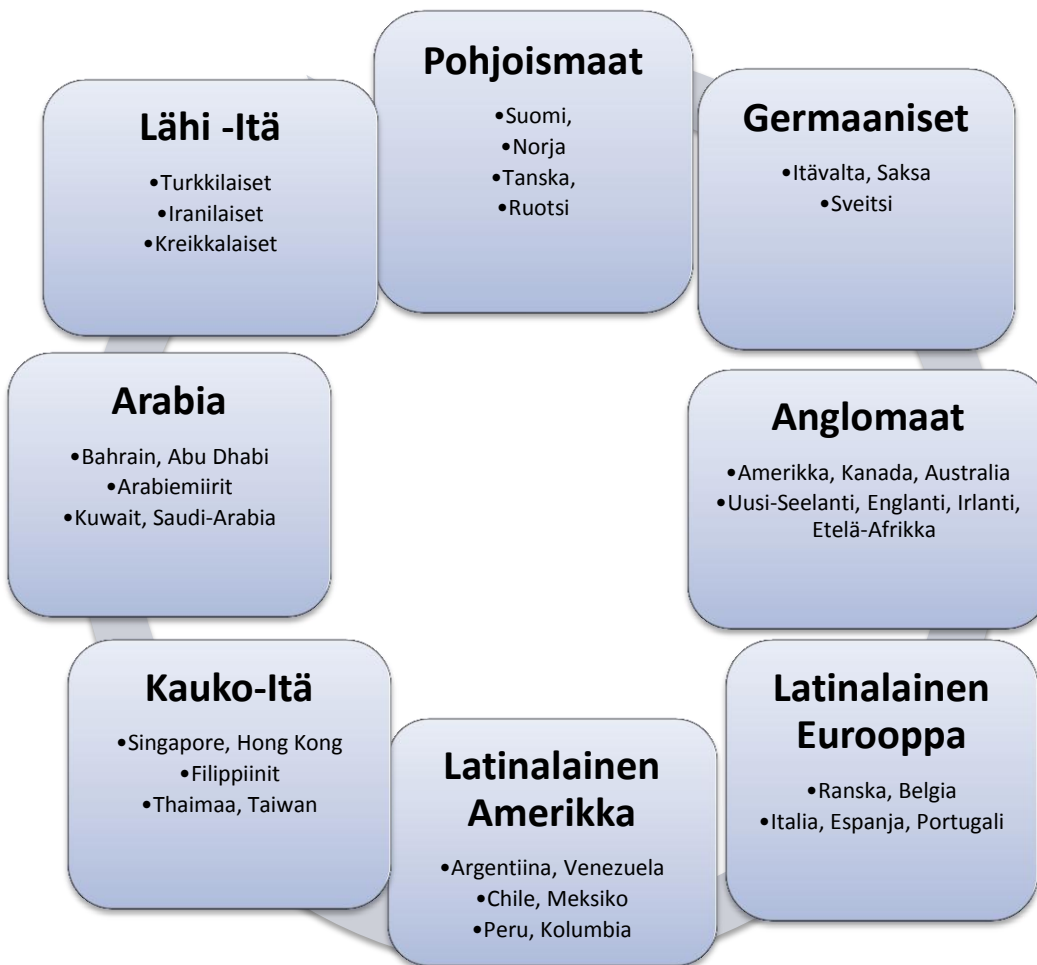 Pohjoismaat
•Suomi,
•Norja
•Tanska,
•Ruotsi
Germaaniset
•Itävalta, Saksa
•Sveitsi
Anglomaat
•Amerikka, Kanada, Australia
•Uusi-Seelanti, Englanti, Irlanti,
Etelä-Afrikka
Latinalainen
Eurooppa
•Ranska, Belgia
•Italia, Espanja, Portugali
Latinalainen
Amerikka
•Argentiina, Venezuela
•Chile, Meksiko
•Peru, Kolumbia
Kauko-Itä
•Singapore, Hong Kong
•Filippiinit
•Thaimaa, Taiwan
Arabia
•Bahrain, Abu Dhabi
•Arabiemiirit
•Kuwait, Saudi-Arabia
Lähi -Itä
•Turkkilaiset
•Iranilaiset
•Kreikkalaiset